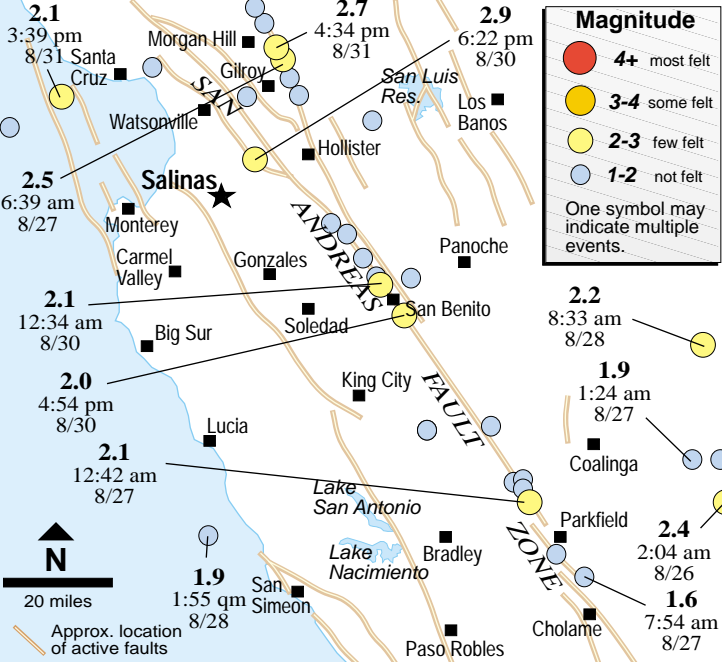 2.1
3:39 pm
8/31
Santa
Cruz
Morgan Hill
2.7
4:34 pm
8/31
2.9
6:22 pm
8/30
Magnitude
4+ most felt
3-4 some felt
2-3 few felt
1-2 not felt
One symbol may
indicate multiple
events.
Gilroy
San Luis
Res.
Los
Banos
SAN
Watsonville
Hollister
2.5
6:39 am
8/27
Salinas
Monterey
ANDREAS
Carmel
Valley
Gonzales
Panoche
2.1
12:34 am
8/30
San Benito
Soledad
Big Sur
2.2
8:33 am
8/28
2.0
4:54 pm
8/30
King City
FAULT
1.9
1:24 am
8/27
Lucia
Coalinga
2.1
12:42 am
8/27
Lake
San Antonio
ZONE
Parkfield
2.4
2:04 am
8/26
N
20 miles
Lake
Nacimiento
Bradley
1.9
1:55 qm
8/28
San
Simeon
1.6
7:54 am
8/27
Cholame
Paso Robles
Approx. location
of active faults